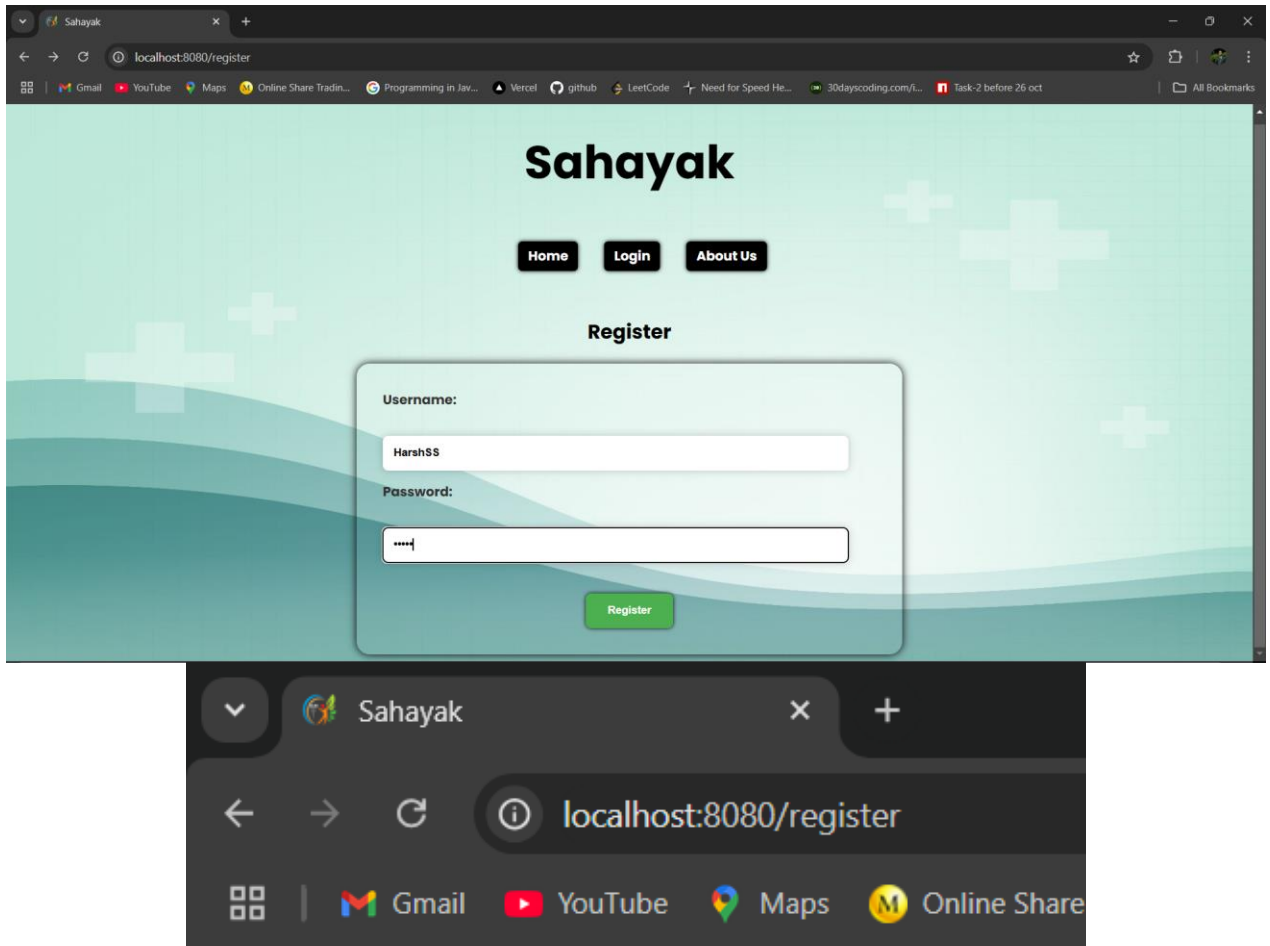 Sahayak
localhost:8080/register
Gmail YouTube Maps Online Share Tradin... Programming in Jav... Vercel github LeetCode Need for Speed He... 30dayscoding.com/i... Task-2 before 26 oct All Bookmarks
Sahayak
Home Login About Us
Register
Username:
HarshSS
Password:
•••••
Register
Sahayak
localhost:8080/register
Gmail YouTube Maps Online Share